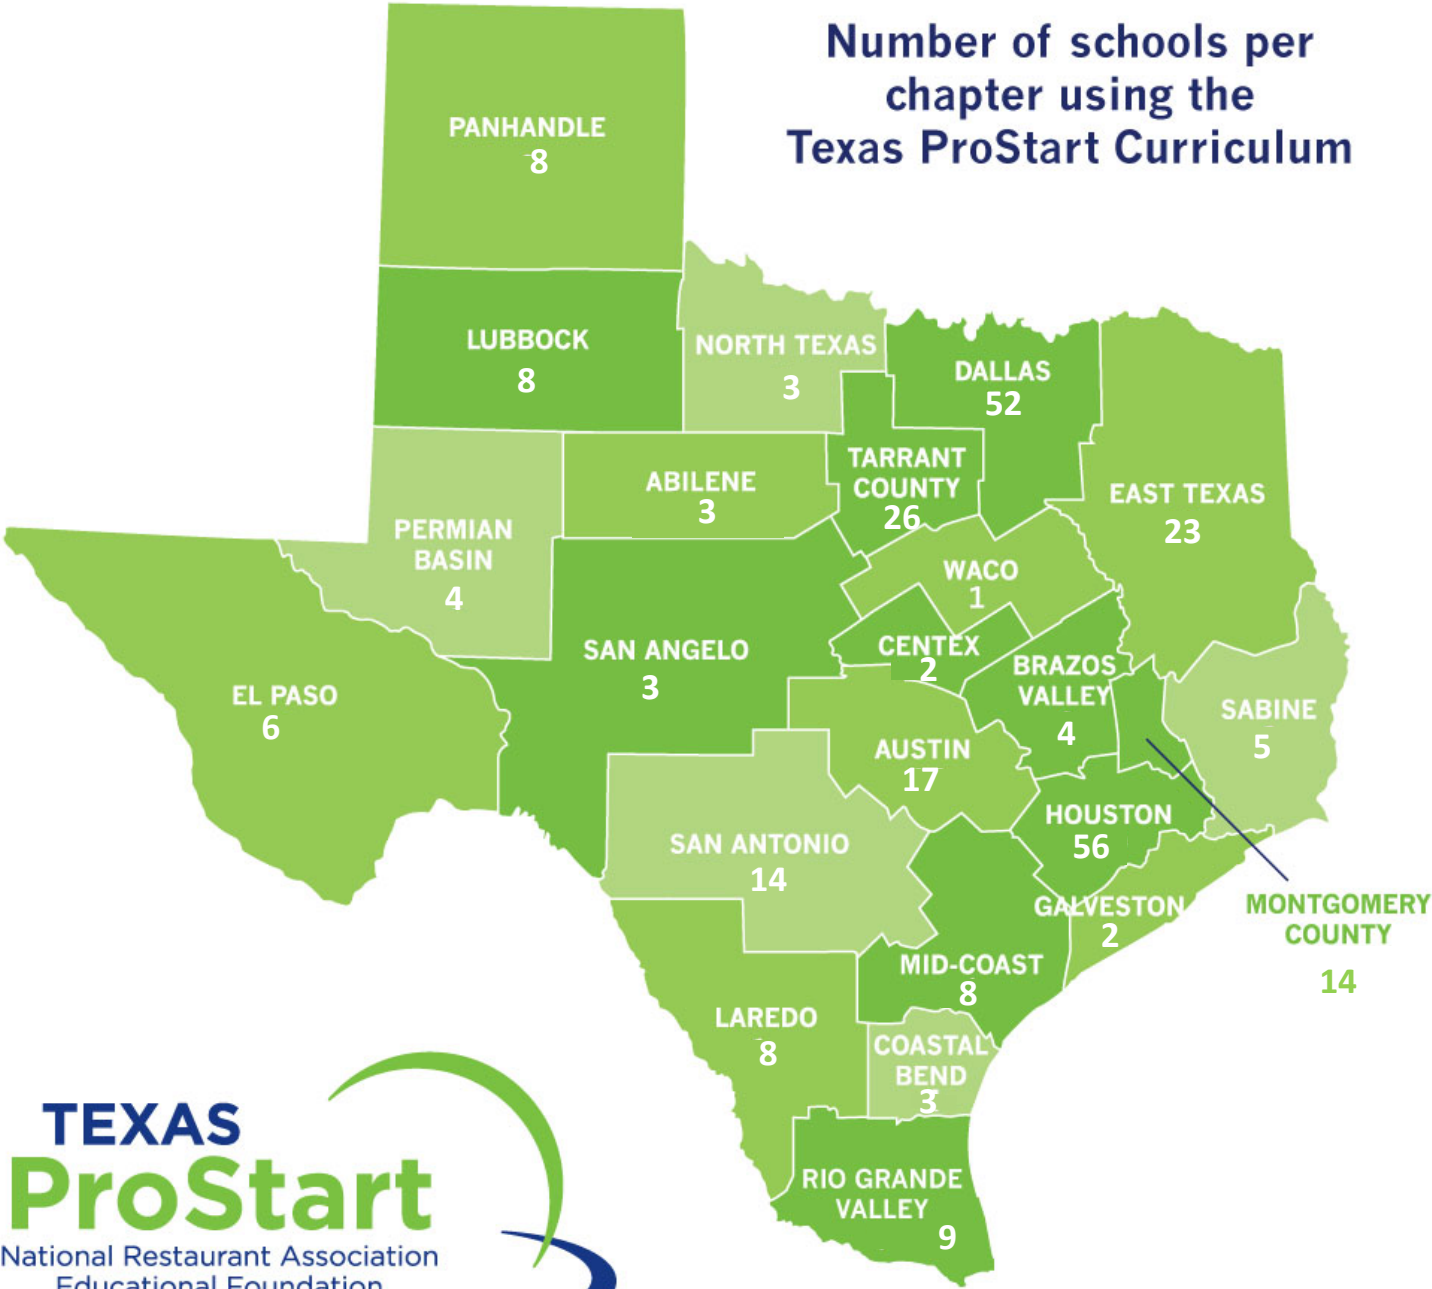 Number of schools per
chapter using the
Texas ProStart Curriculum
PANHANDLE
8
LUBBOCK
8
NORTH TEXAS
3
DALLAS
52
TARRANT
COUNTY
26
ABILENE
3
EAST TEXAS
23
PERMIAN
BASIN
4
WACO
1
SAN ANGELO
3
CENTEX
2
BRAZOS
VALLEY
4
EL PASO
6
SABINE
5
AUSTIN
17
HOUSTON
56
SAN ANTONIO
14
GALVESTON
2
MONTGOMERY
COUNTY
14
MID-COAST
8
LAREDO
8
COASTAL
BEND
3
RIO GRANDE
VALLEY
9
TEXAS
ProStart
National Restaurant Association
Educational Foundation